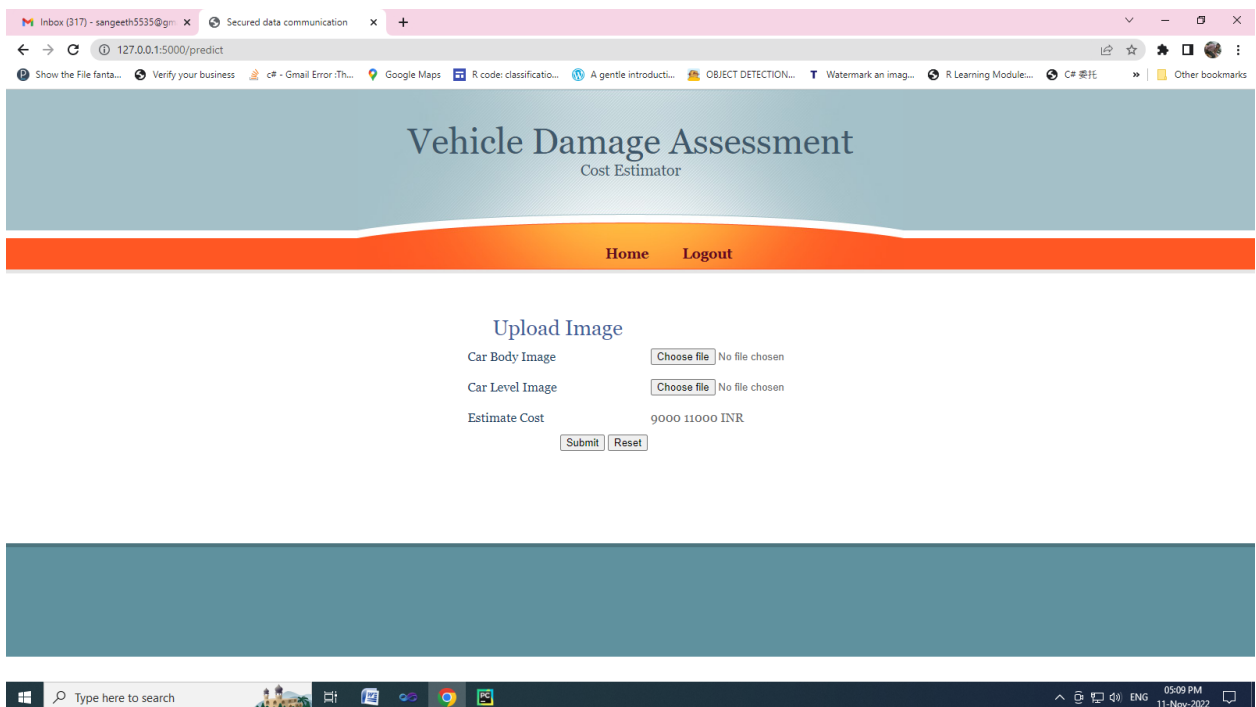 Inbox (317) - sangeeth5535@gm
Secured data communication
127.0.0.1:5000/predict
Show the File fanta... Verify your business c# - Gmail Error :Th... Google Maps R code: classificatio... A gentle introducti... OBJECT DETECTION... T Watermark an imag... R Learning Module:... C# 委托 » Other bookmarks
Vehicle Damage Assessment
Cost Estimator
Home Logout
Upload Image
Car Body Image Choose file No file chosen
Car Level Image Choose file No file chosen
Estimate Cost 9000 11000 INR
Submit Reset
Type here to search
PC
ENG
05:09 PM
11-Nov-2022